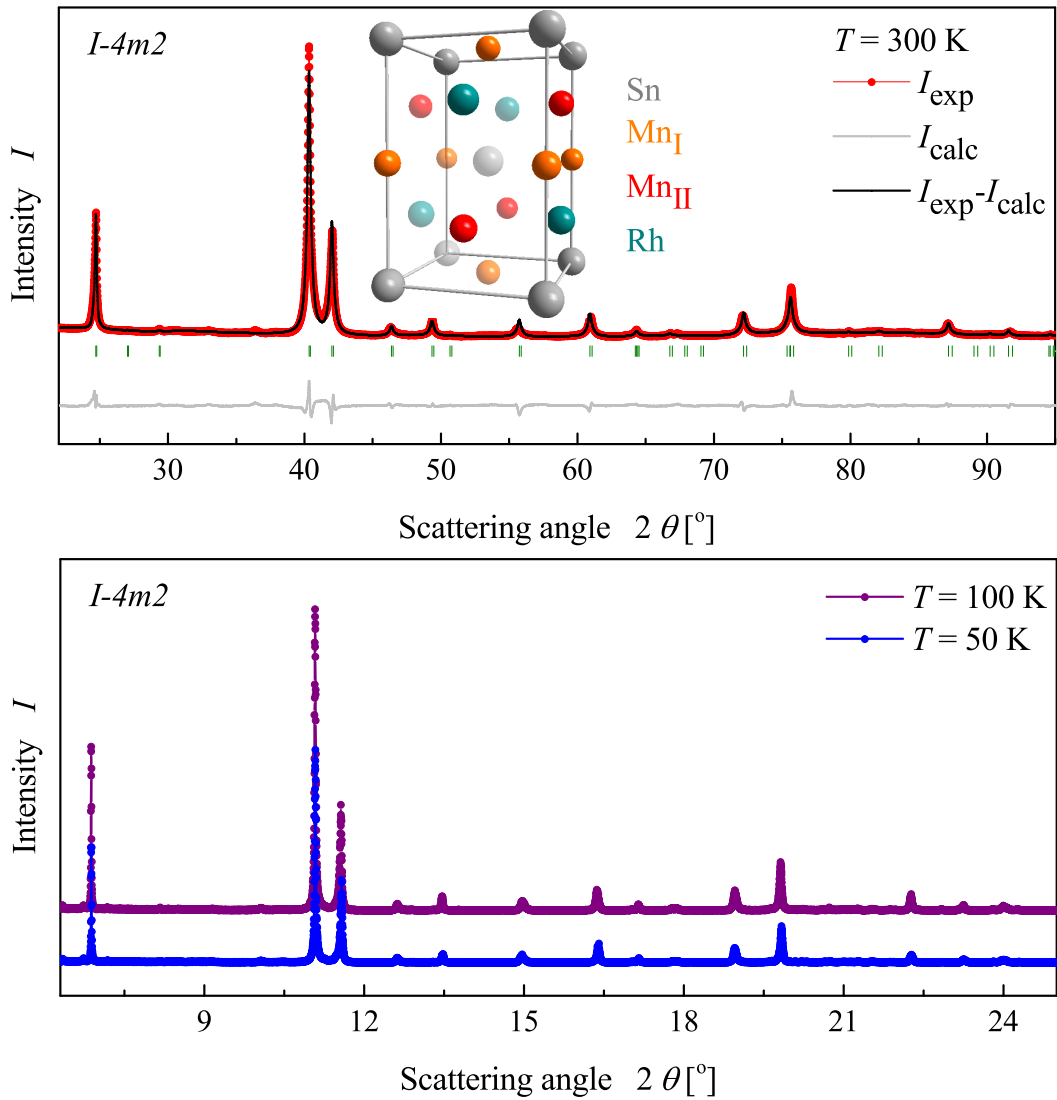 I-4m2
T = 300 K
Sn
Mn_I
Mn_II
Rh
I_exp
I_calc
I_exp-I_calc
Intensity I
30 40 50 60 70 80 90
Scattering angle 2 θ [°]
I-4m2
T = 100 K
T = 50 K
Intensity I
9 12 15 18 21 24
Scattering angle 2 θ [°]